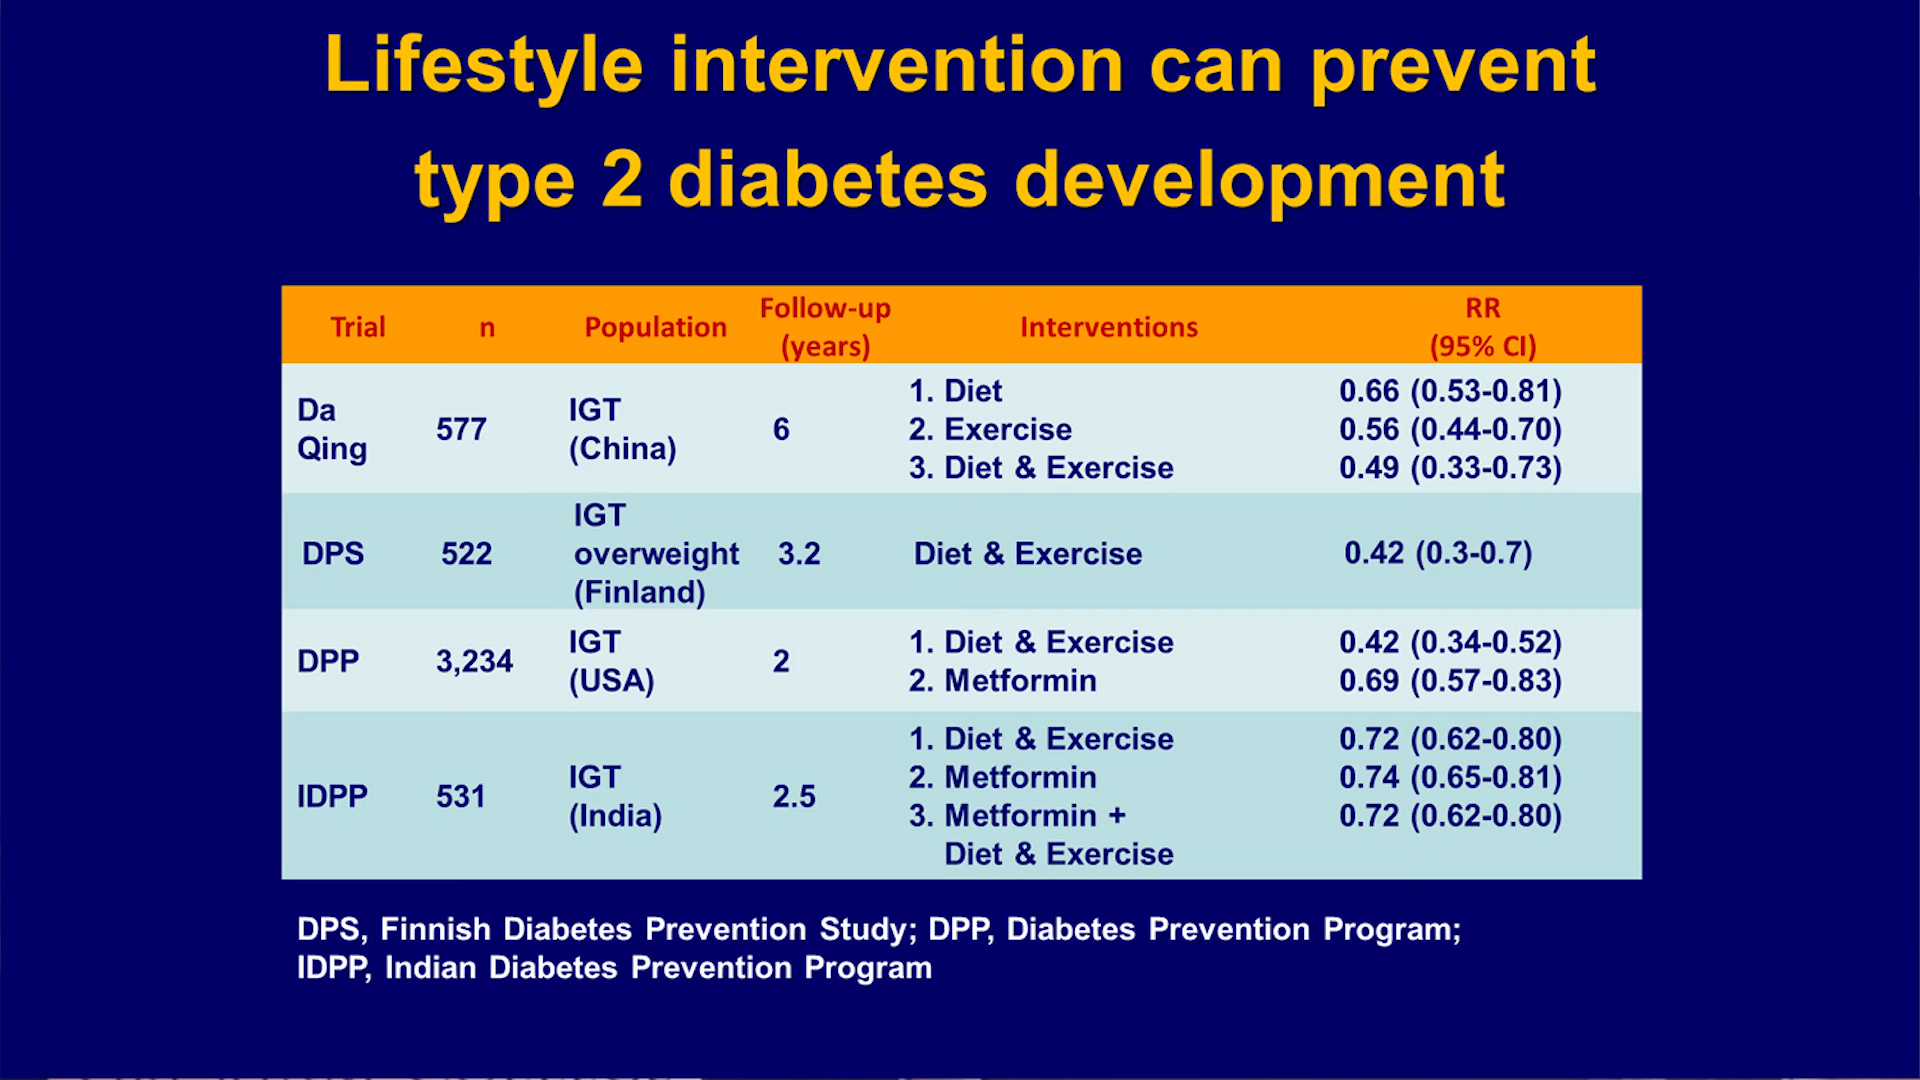 Lifestyle intervention can prevent
type 2 diabetes development
Trial n Population Follow-up (years) Interventions RR (95% CI)
Da Qing 577 IGT (China) 6
1. Diet 0.66 (0.53-0.81)
2. Exercise 0.56 (0.44-0.70)
3. Diet & Exercise 0.49 (0.33-0.73)
DPS 522 IGT overweight (Finland) 3.2 Diet & Exercise 0.42 (0.3-0.7)
DPP 3,234 IGT (USA) 2
1. Diet & Exercise 0.42 (0.34-0.52)
2. Metformin 0.69 (0.57-0.83)
IDPP 531 IGT (India) 2.5
1. Diet & Exercise 0.72 (0.62-0.80)
2. Metformin 0.74 (0.65-0.81)
3. Metformin + 0.72 (0.62-0.80)
Diet & Exercise
DPS, Finnish Diabetes Prevention Study; DPP, Diabetes Prevention Program;
IDPP, Indian Diabetes Prevention Program